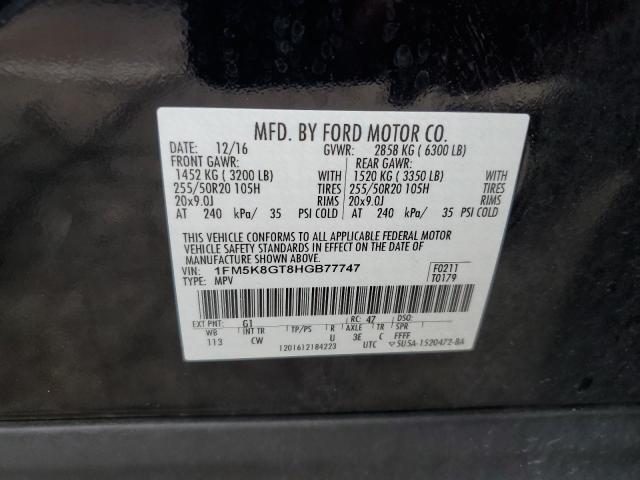 MFD. BY FORD MOTOR CO.
DATE: 12/16 GVWR: 2858 KG ( 6300 LB)
FRONT GAWR: REAR GAWR:
1452 KG ( 3200 LB) WITH 1520 KG ( 3350 LB) WITH
255/50R20 105H TIRES 255/50R20 105H TIRES
20x9.0J RIMS 20x9.0J RIMS
AT 240 kPa/ 35 PSI COLD AT 240 kPa/ 35 PSI COLD
THIS VEHICLE CONFORMS TO ALL APPLICABLE FEDERAL MOTOR
VEHICLE SAFETY STANDARDS IN EFFECT ON THE DATE OF
MANUFACTURE SHOWN ABOVE.
VIN: 1FM5K8GT8HGB77747 F0211
TYPE: MPV T0179
EXT PNT: G1 RC: 47 DSO:
WB INT TR TP/PS R AXLE TR SPR
113 CW U 3E C FFFF
1201612184223 UTC 5U5A-1520472-BA